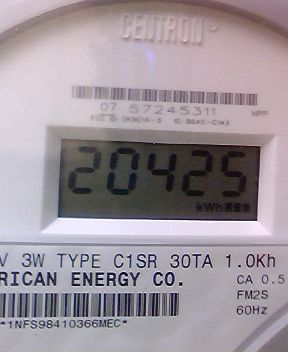 CENTRON®
07 57245311 NPP
20425
kWh
V 3W TYPE C1SR 30TA 1.0Kh
RICAN ENERGY CO. CA 0.5
FM2S
60Hz
*1NFS98410366MEC*